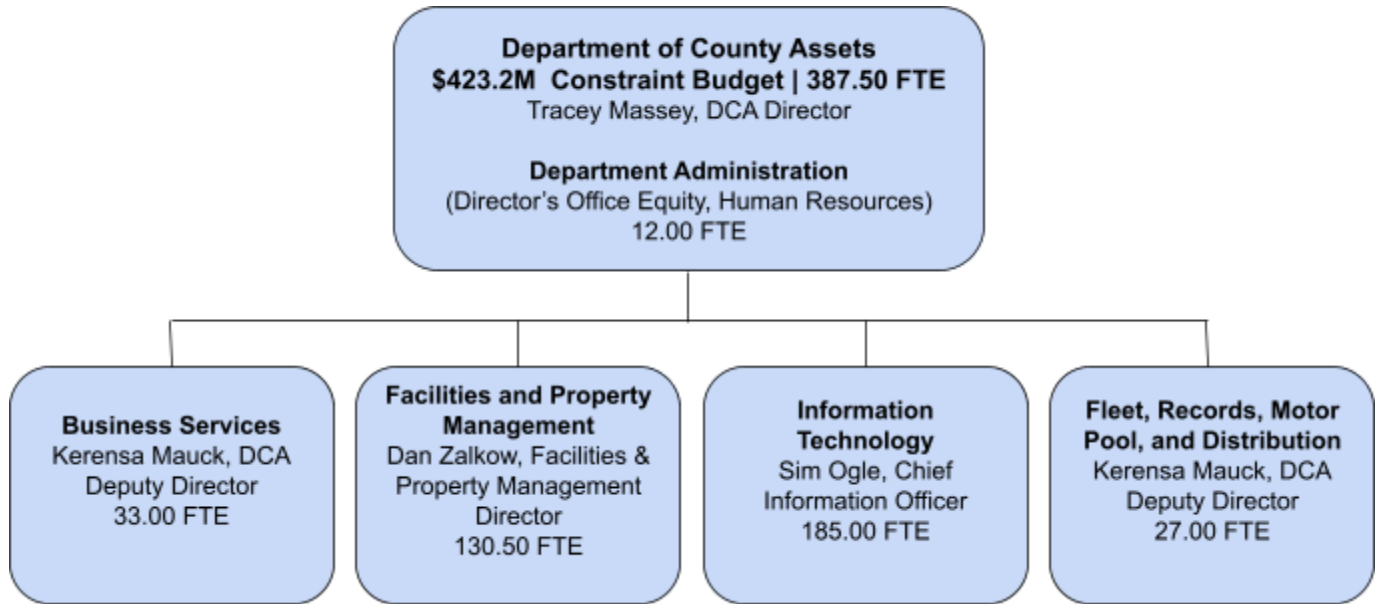 Department of County Assets
$423.2M  Constraint Budget | 387.50 FTE
Tracey Massey, DCA Director
Department Administration
(Director’s Office Equity, Human Resources)
12.00 FTE
Business Services
Kerensa Mauck, DCA
Deputy Director
33.00 FTE
Facilities and Property
Management
Dan Zalkow, Facilities &
Property Management
Director
130.50 FTE
Information
Technology
Sim Ogle, Chief
Information Officer
185.00 FTE
Fleet, Records, Motor
Pool, and Distribution
Kerensa Mauck, DCA
Deputy Director
27.00 FTE